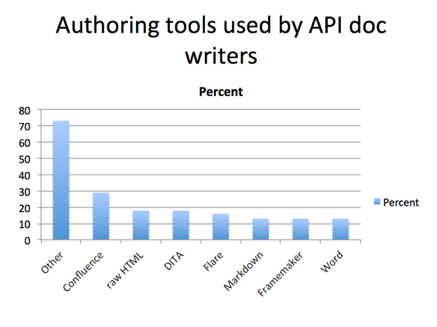 Authoring tools used by API doc
writers
Percent
80
70
60
50
40
30
20
10
0
Other
Confluence
raw HTML
DITA
Flare
Markdown
Framemaker
Word
Percent